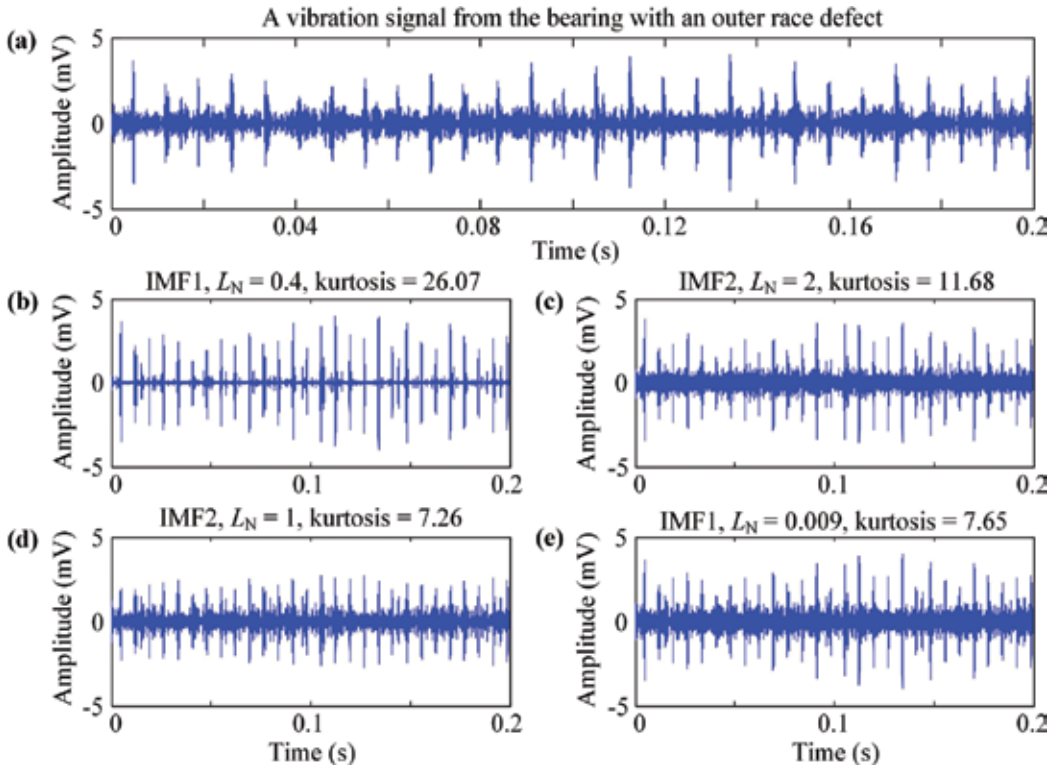 A vibration signal from the bearing with an outer race defect
(a)
Amplitude (mV)
5
0
-5
0 0.04 0.08 0.12 0.16 0.2
Time (s)
(b)
IMF1, L_N = 0.4, kurtosis = 26.07
Amplitude (mV)
5
0
-5
0 0.1 0.2
(c)
IMF2, L_N = 2, kurtosis = 11.68
Amplitude (mV)
5
0
-5
0 0.1 0.2
(d)
IMF2, L_N = 1, kurtosis = 7.26
Amplitude (mV)
5
0
-5
0 0.1 0.2
Time (s)
(e)
IMF1, L_N = 0.009, kurtosis = 7.65
Amplitude (mV)
5
0
-5
0 0.1 0.2
Time (s)